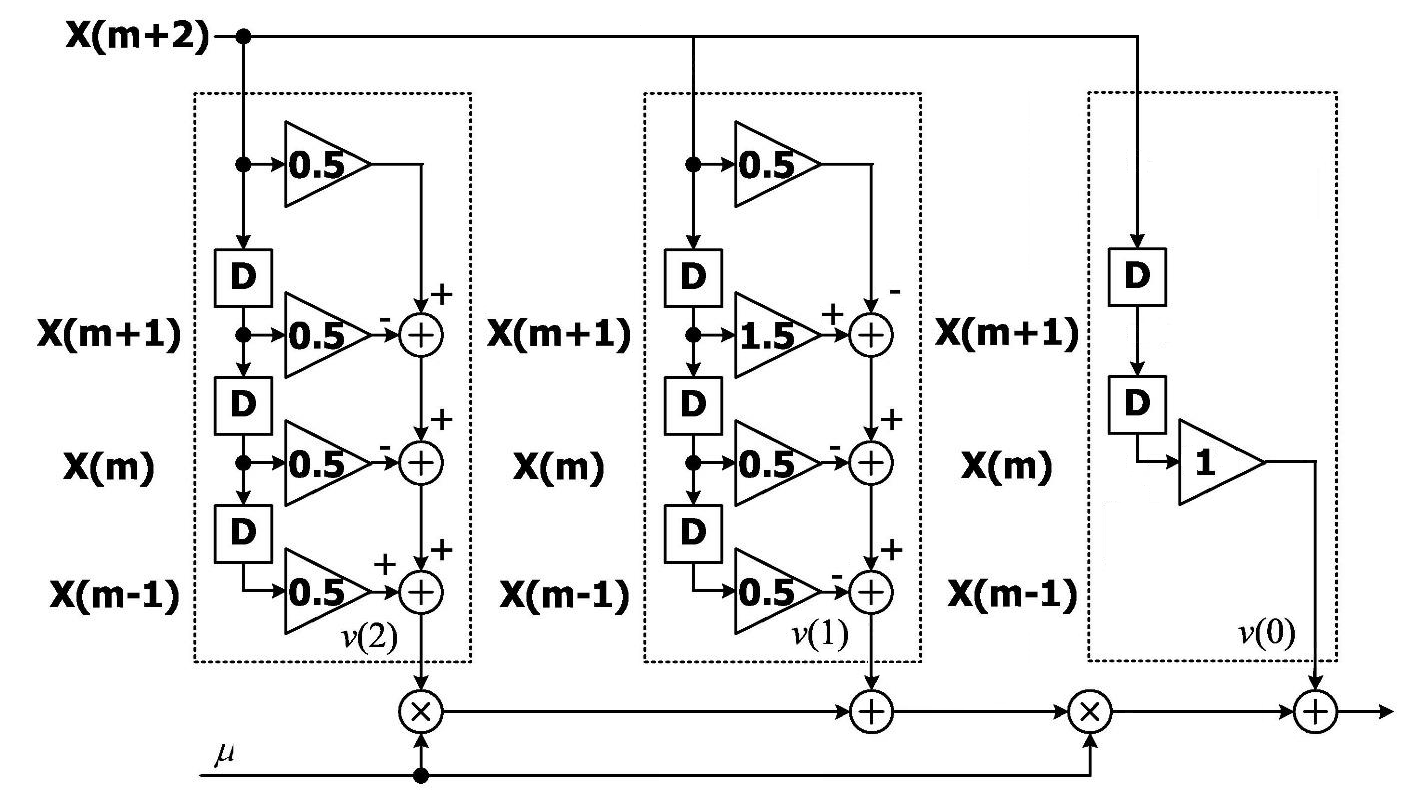 X(m+2)
0.5
0.5
D
D
D
+
-
X(m+1)
0.5
-
+
X(m+1)
1.5
+
X(m+1)
D
D
D
+
+
X(m)
0.5
-
+
X(m)
0.5
-
+
X(m)
1
D
D
+
+
+
X(m-1)
0.5
+
X(m-1)
0.5
-
+
X(m-1)
v(2)
v(1)
v(0)
×
+
×
+
μ